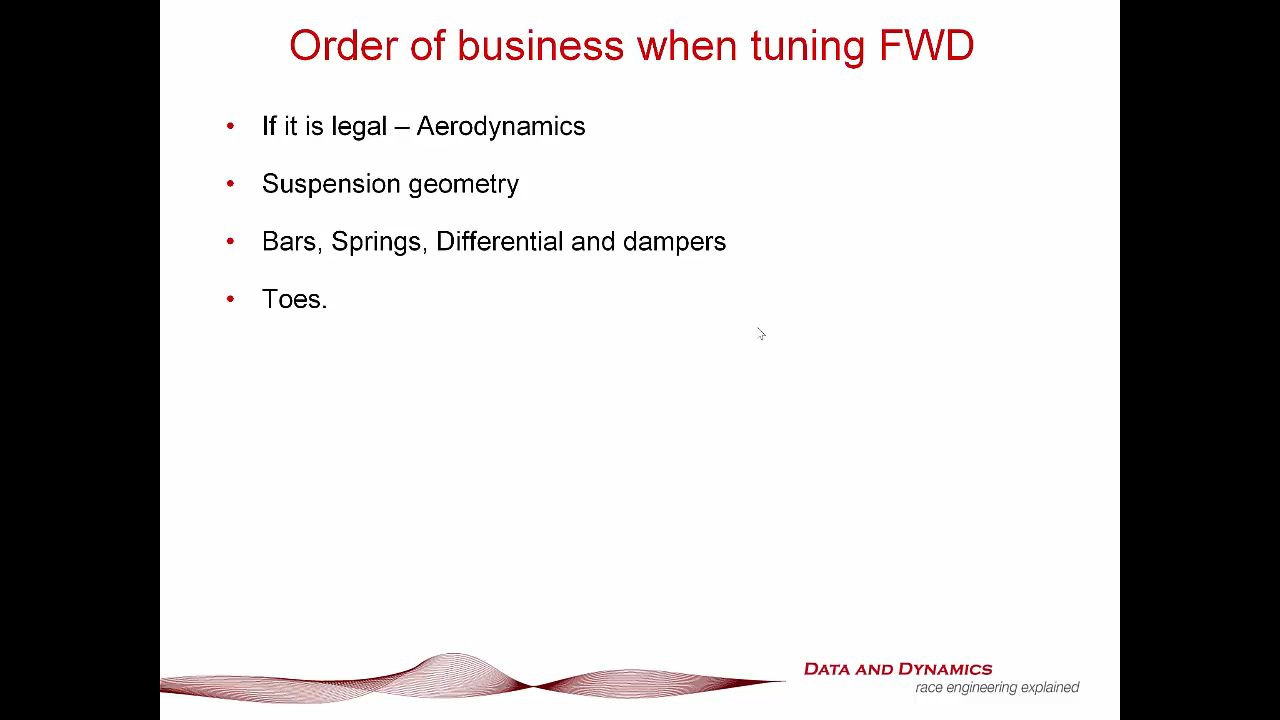 Order of business when tuning FWD
• If it is legal – Aerodynamics
• Suspension geometry
• Bars, Springs, Differential and dampers
• Toes.
DATA AND DYNAMICS
race engineering explained